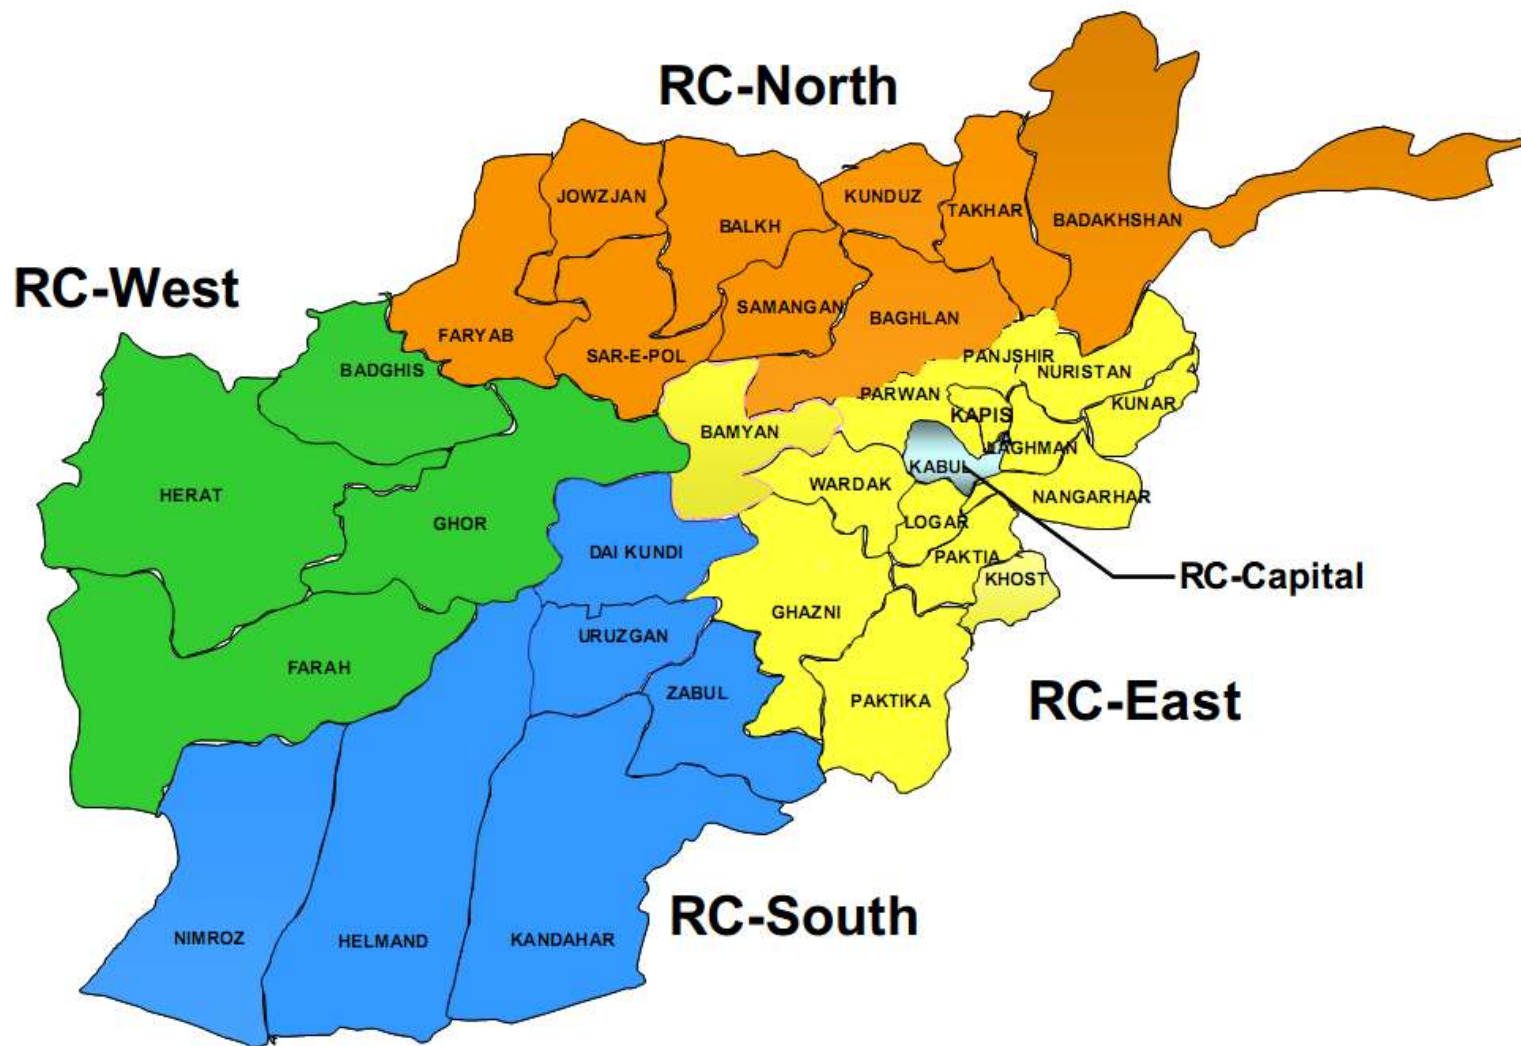 RC-North
JOWZJAN
KUNDUZ
TAKHAR
BADAKHSHAN
BALKH
RC-West
FARYAB
SAMANGAN
BAGHLAN
SAR-E-POL
BADGHIS
PANJSHIR
NURISTAN
PARWAN
KUNAR
KAPIS
BAMYAN
LAGHMAN
KABUL
HERAT
WARDAK
NANGARHAR
GHOR
LOGAR
DAI KUNDI
PAKTIA
KHOST
RC-Capital
GHAZNI
URUZGAN
FARAH
ZABUL
PAKTIKA
RC-East
RC-South
NIMROZ
HELMAND
KANDAHAR